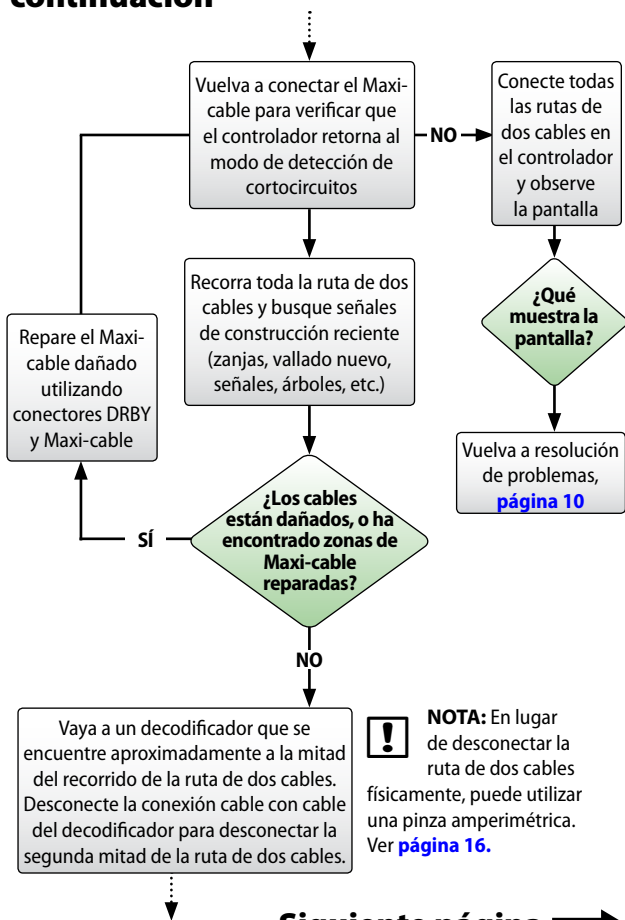 continuación
Vuelva a conectar el Maxi-
cable para verificar que
el controlador retorna al
modo de detección de
cortocircuitos
NO
Conecte todas
las rutas de
dos cables en
el controlador
y observe
la pantalla
¿Qué
muestra la
pantalla?
Vuelva a resolución
de problemas,
página 10
Recorra toda la ruta de dos
cables y busque señales
de construcción reciente
(zanjas, vallado nuevo,
señales, árboles, etc.)
Repare el Maxi-
cable dañado
utilizando
conectores DRBY
y Maxi-cable
¿Los cables
están dañados, o ha
encontrado zonas de
Maxi-cable
reparadas?
SÍ
NO
Vaya a un decodificador que se
encuentre aproximadamente a la mitad
del recorrido de la ruta de dos cables.
Desconecte la conexión cable con cable
del decodificador para desconectar la
segunda mitad de la ruta de dos cables.
!
NOTA: En lugar
de desconectar la
ruta de dos cables
físicamente, puede utilizar
una pinza amperimétrica.
Ver página 16.
Siguiente página